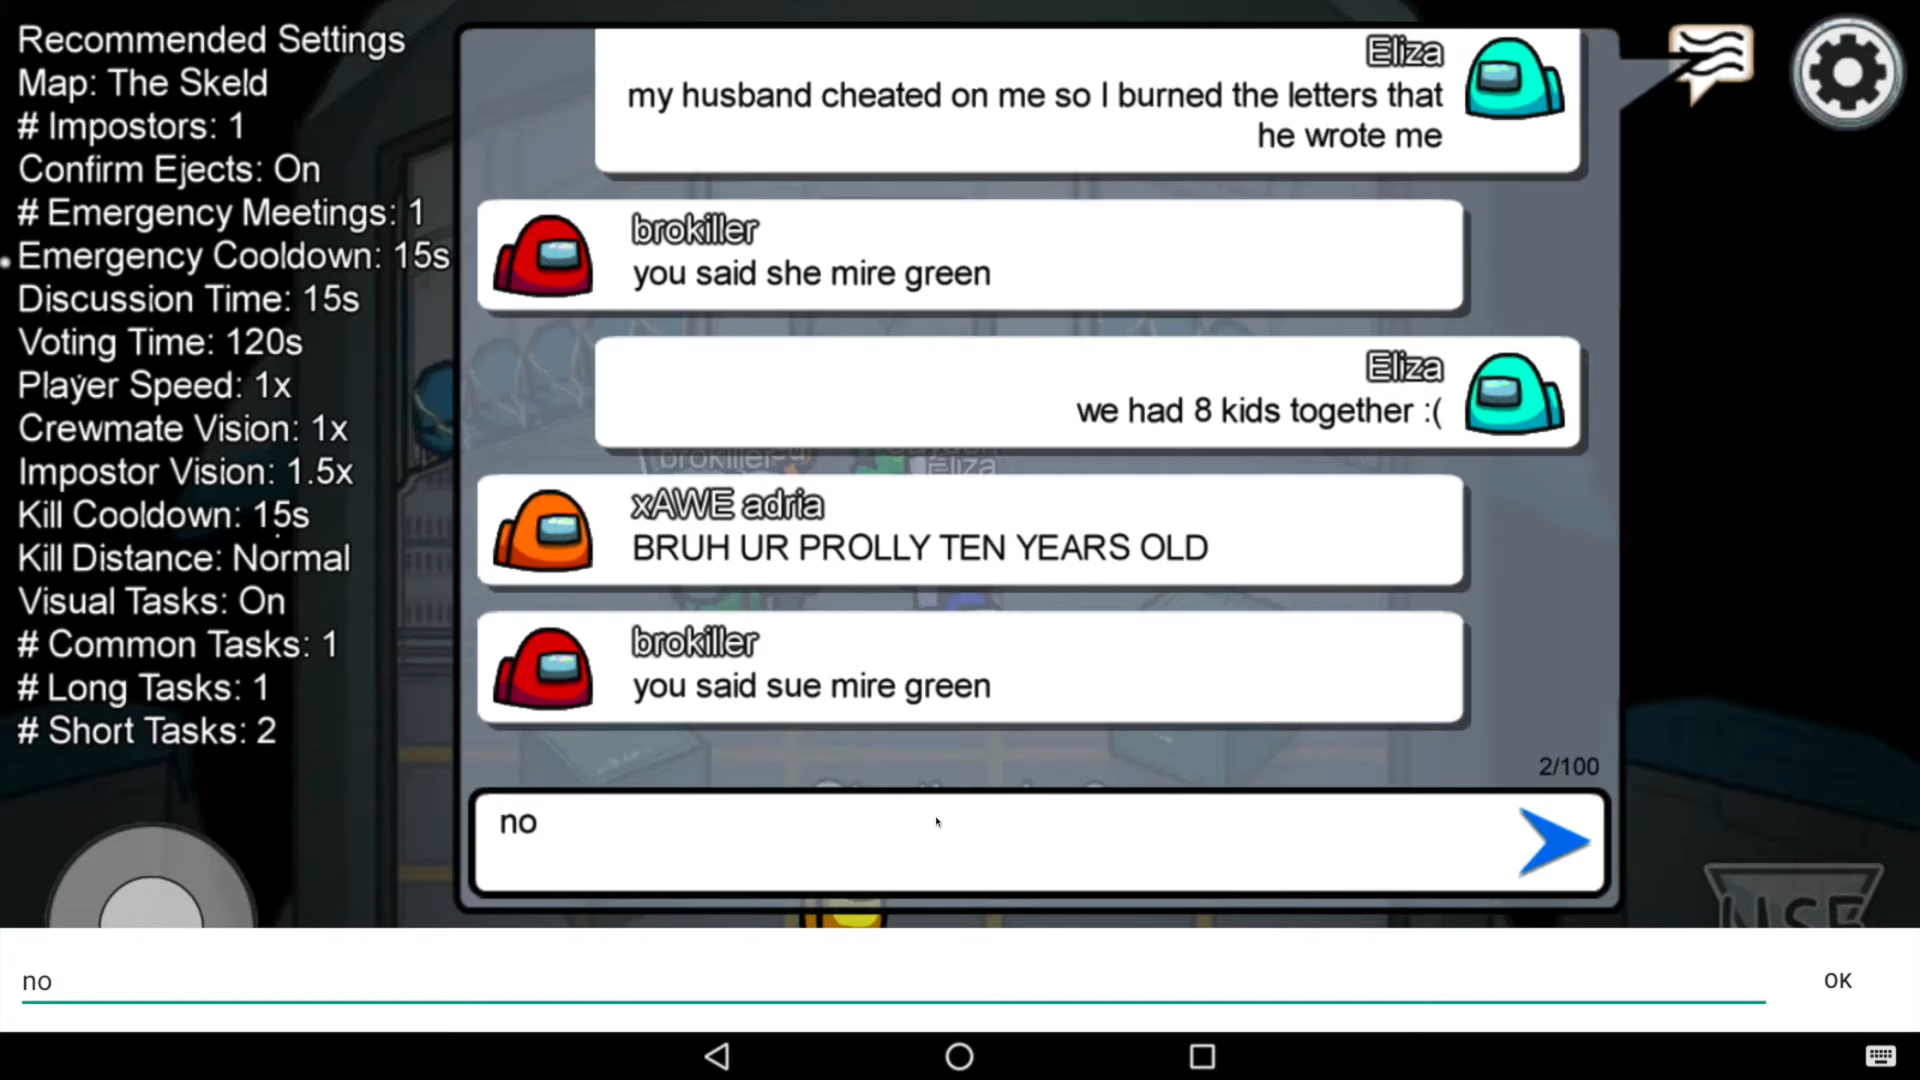 Recommended Settings
Map: The Skeld
# Impostors: 1
Confirm Ejects: On
# Emergency Meetings: 1
Emergency Cooldown: 15s
Discussion Time: 15s
Voting Time: 120s
Player Speed: 1x
Crewmate Vision: 1x
Impostor Vision: 1.5x
Kill Cooldown: 15s
Kill Distance: Normal
Visual Tasks: On
# Common Tasks: 1
# Long Tasks: 1
# Short Tasks: 2
Eliza
my husband cheated on me so I burned the letters that
he wrote me
brokiller
you said she mire green
Eliza
we had 8 kids together :(
brokiller
Eliza
xAWE adria
BRUH UR PROLLY TEN YEARS OLD
brokiller
you said sue mire green
2/100
no
USE
no
OK